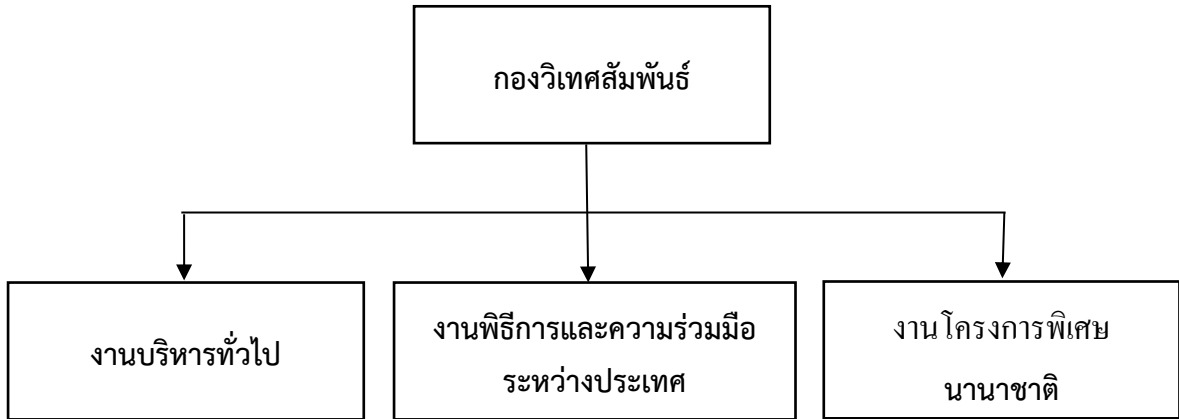 กองวิเทศสัมพันธ์
งานบริหารทั่วไป
งานพิธีการและความร่วมมือ
ระหว่างประเทศ
งานโครงการพิเศษ
นานาชาติ